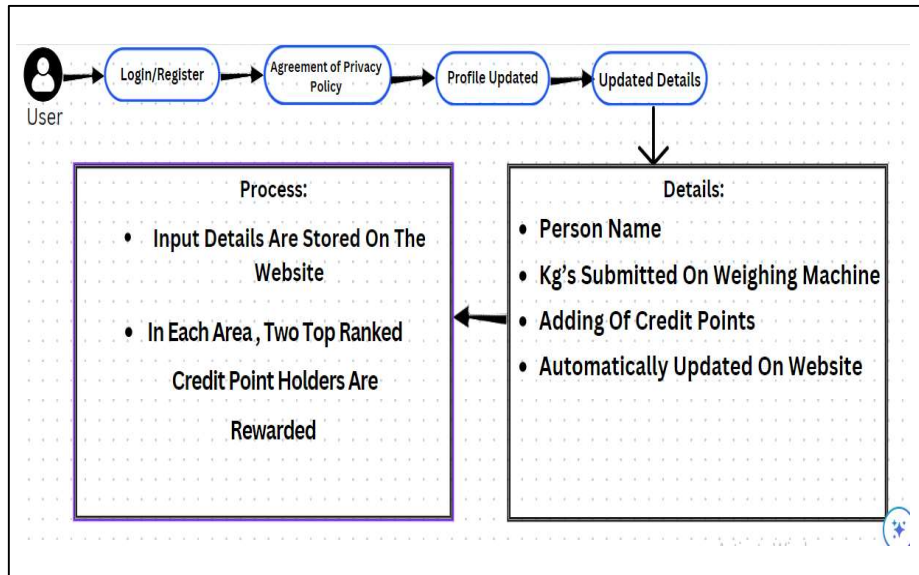 Login/Register
Agreement of Privacy
Policy
Profile Updated
Updated Details
User
Details:
Person Name
Kg's Submitted On Weighing Machine
Adding Of Credit Points
Automatically Updated On Website
Process:
Input Details Are Stored On The
Website
In Each Area , Two Top Ranked
Credit Point Holders Are
Rewarded